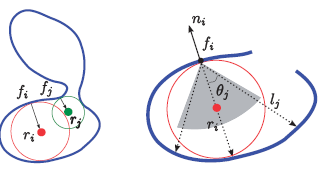 f_i f_j
r_i r_j
n_i
f_i
θ_j
l_j
r_i